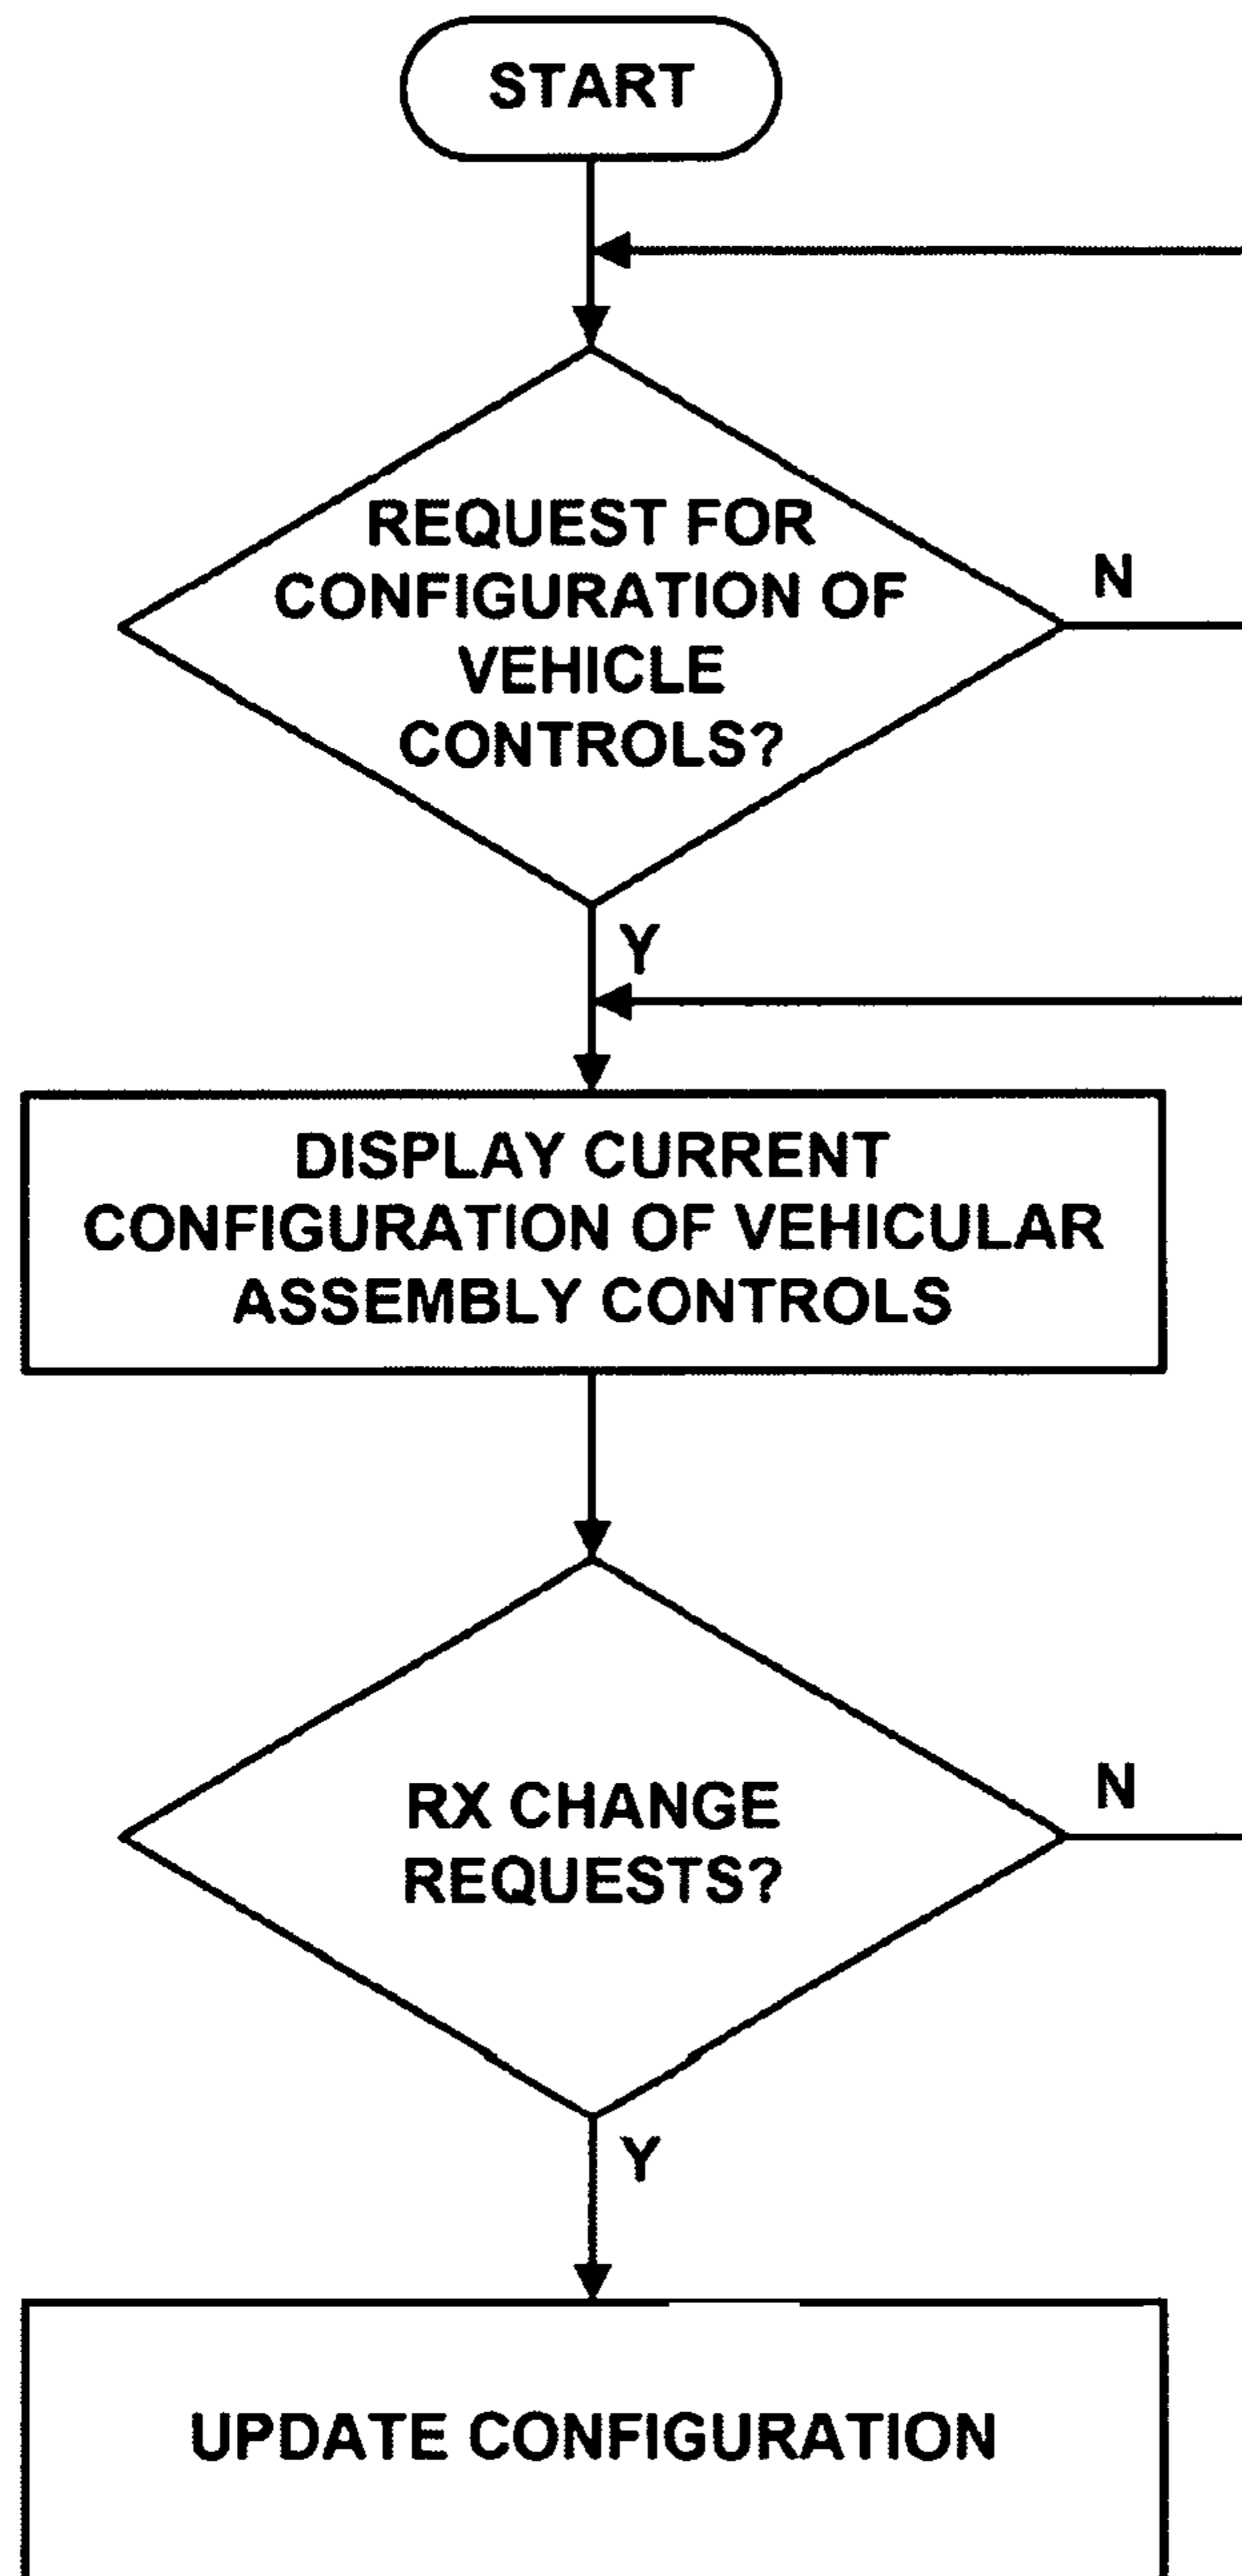 START
REQUEST FOR
CONFIGURATION OF
VEHICLE
CONTROLS?
N
Y
DISPLAY CURRENT
CONFIGURATION OF VEHICULAR
ASSEMBLY CONTROLS
RX CHANGE
REQUESTS?
N
Y
UPDATE CONFIGURATION